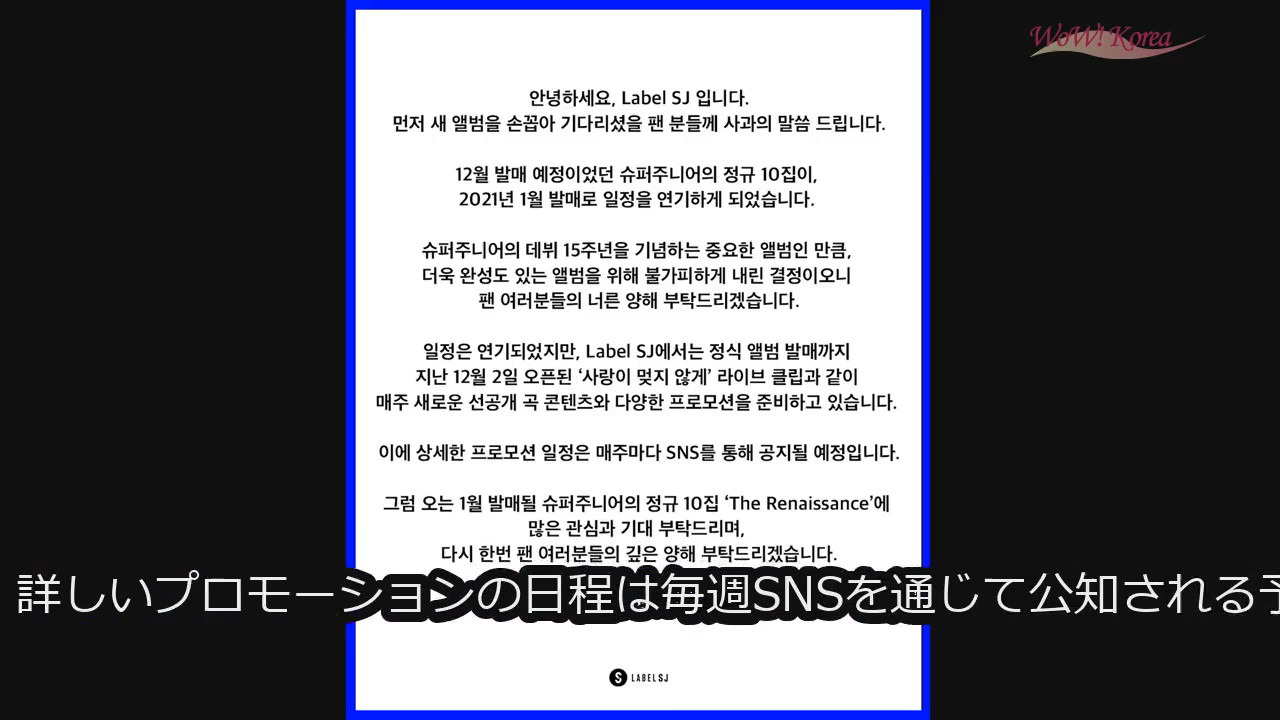 WoW! Korea
안녕하세요, Label SJ 입니다.
먼저 새 앨범을 손꼽아 기다리셨을 팬 분들께 사과의 말씀 드립니다.
12월 발매 예정이었던 슈퍼주니어의 정규 10집이,
2021년 1월 발매로 일정을 연기하게 되었습니다.
슈퍼주니어의 데뷔 15주년을 기념하는 중요한 앨범인 만큼,
더욱 완성도 있는 앨범을 위해 불가피하게 내린 결정이오니
팬 여러분들의 너른 양해 부탁드리겠습니다.
일정은 연기되었지만, Label SJ에서는 정식 앨범 발매까지
지난 12월 2일 오픈된 ‘사랑이 멎지 않게’ 라이브 클립과 같이
매주 새로운 선공개 곡 콘텐츠와 다양한 프로모션을 준비하고 있습니다.
이에 상세한 프로모션 일정은 매주마다 SNS를 통해 공지될 예정입니다.
그럼 오는 1월 발매될 슈퍼주니어의 정규 10집 ‘The Renaissance’에
많은 관심과 기대 부탁드리며,
다시 한번 팬 여러분들의 깊은 양해 부탁드리겠습니다.
詳しいプロモーションの日程は毎週SNSを通じて公知される予
S LABELSJ